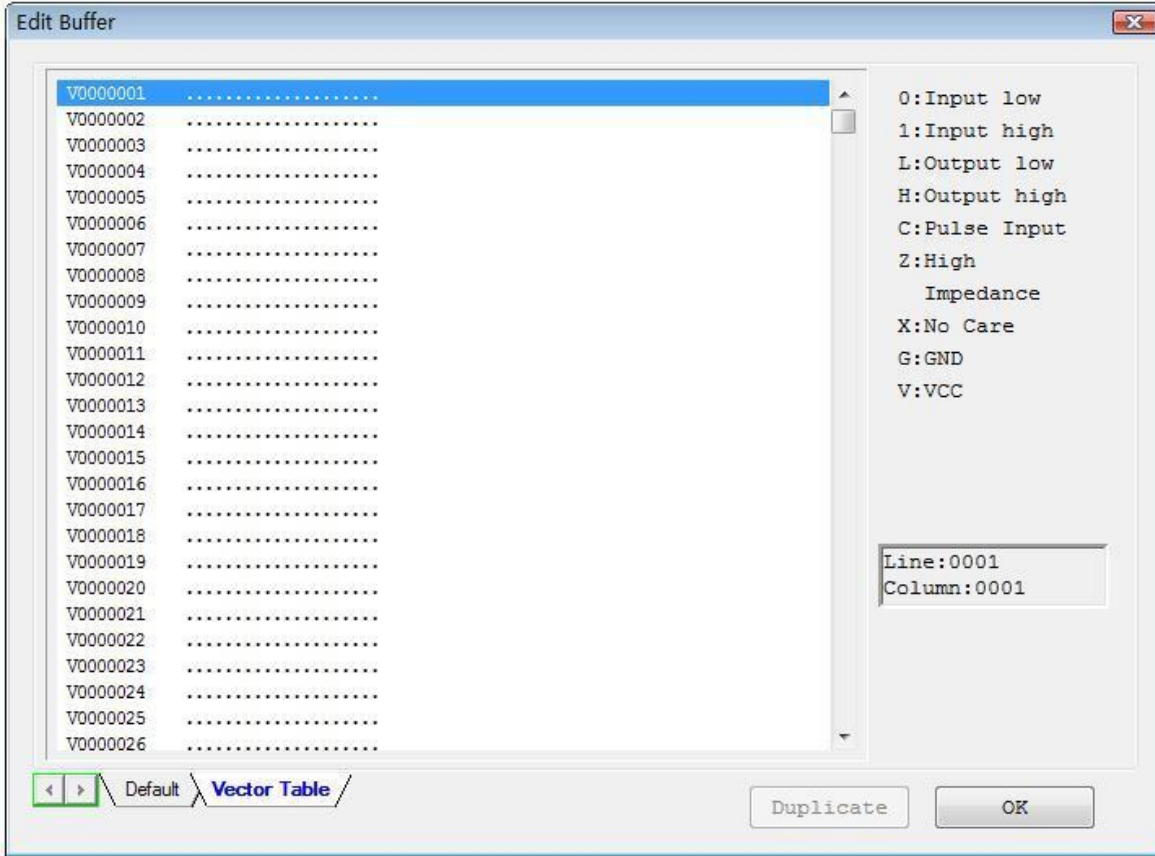 Edit Buffer
V0000001 ....................
V0000002 ....................
V0000003 ....................
V0000004 ....................
V0000005 ....................
V0000006 ....................
V0000007 ....................
V0000008 ....................
V0000009 ....................
V0000010 ....................
V0000011 ....................
V0000012 ....................
V0000013 ....................
V0000014 ....................
V0000015 ....................
V0000016 ....................
V0000017 ....................
V0000018 ....................
V0000019 ....................
V0000020 ....................
V0000021 ....................
V0000022 ....................
V0000023 ....................
V0000024 ....................
V0000025 ....................
V0000026 ....................
0:Input low
1:Input high
L:Output low
H:Output high
C:Pulse Input
Z:High
Impedance
X:No Care
G:GND
V:VCC
Line:0001
Column:0001
Default Vector Table
Duplicate OK